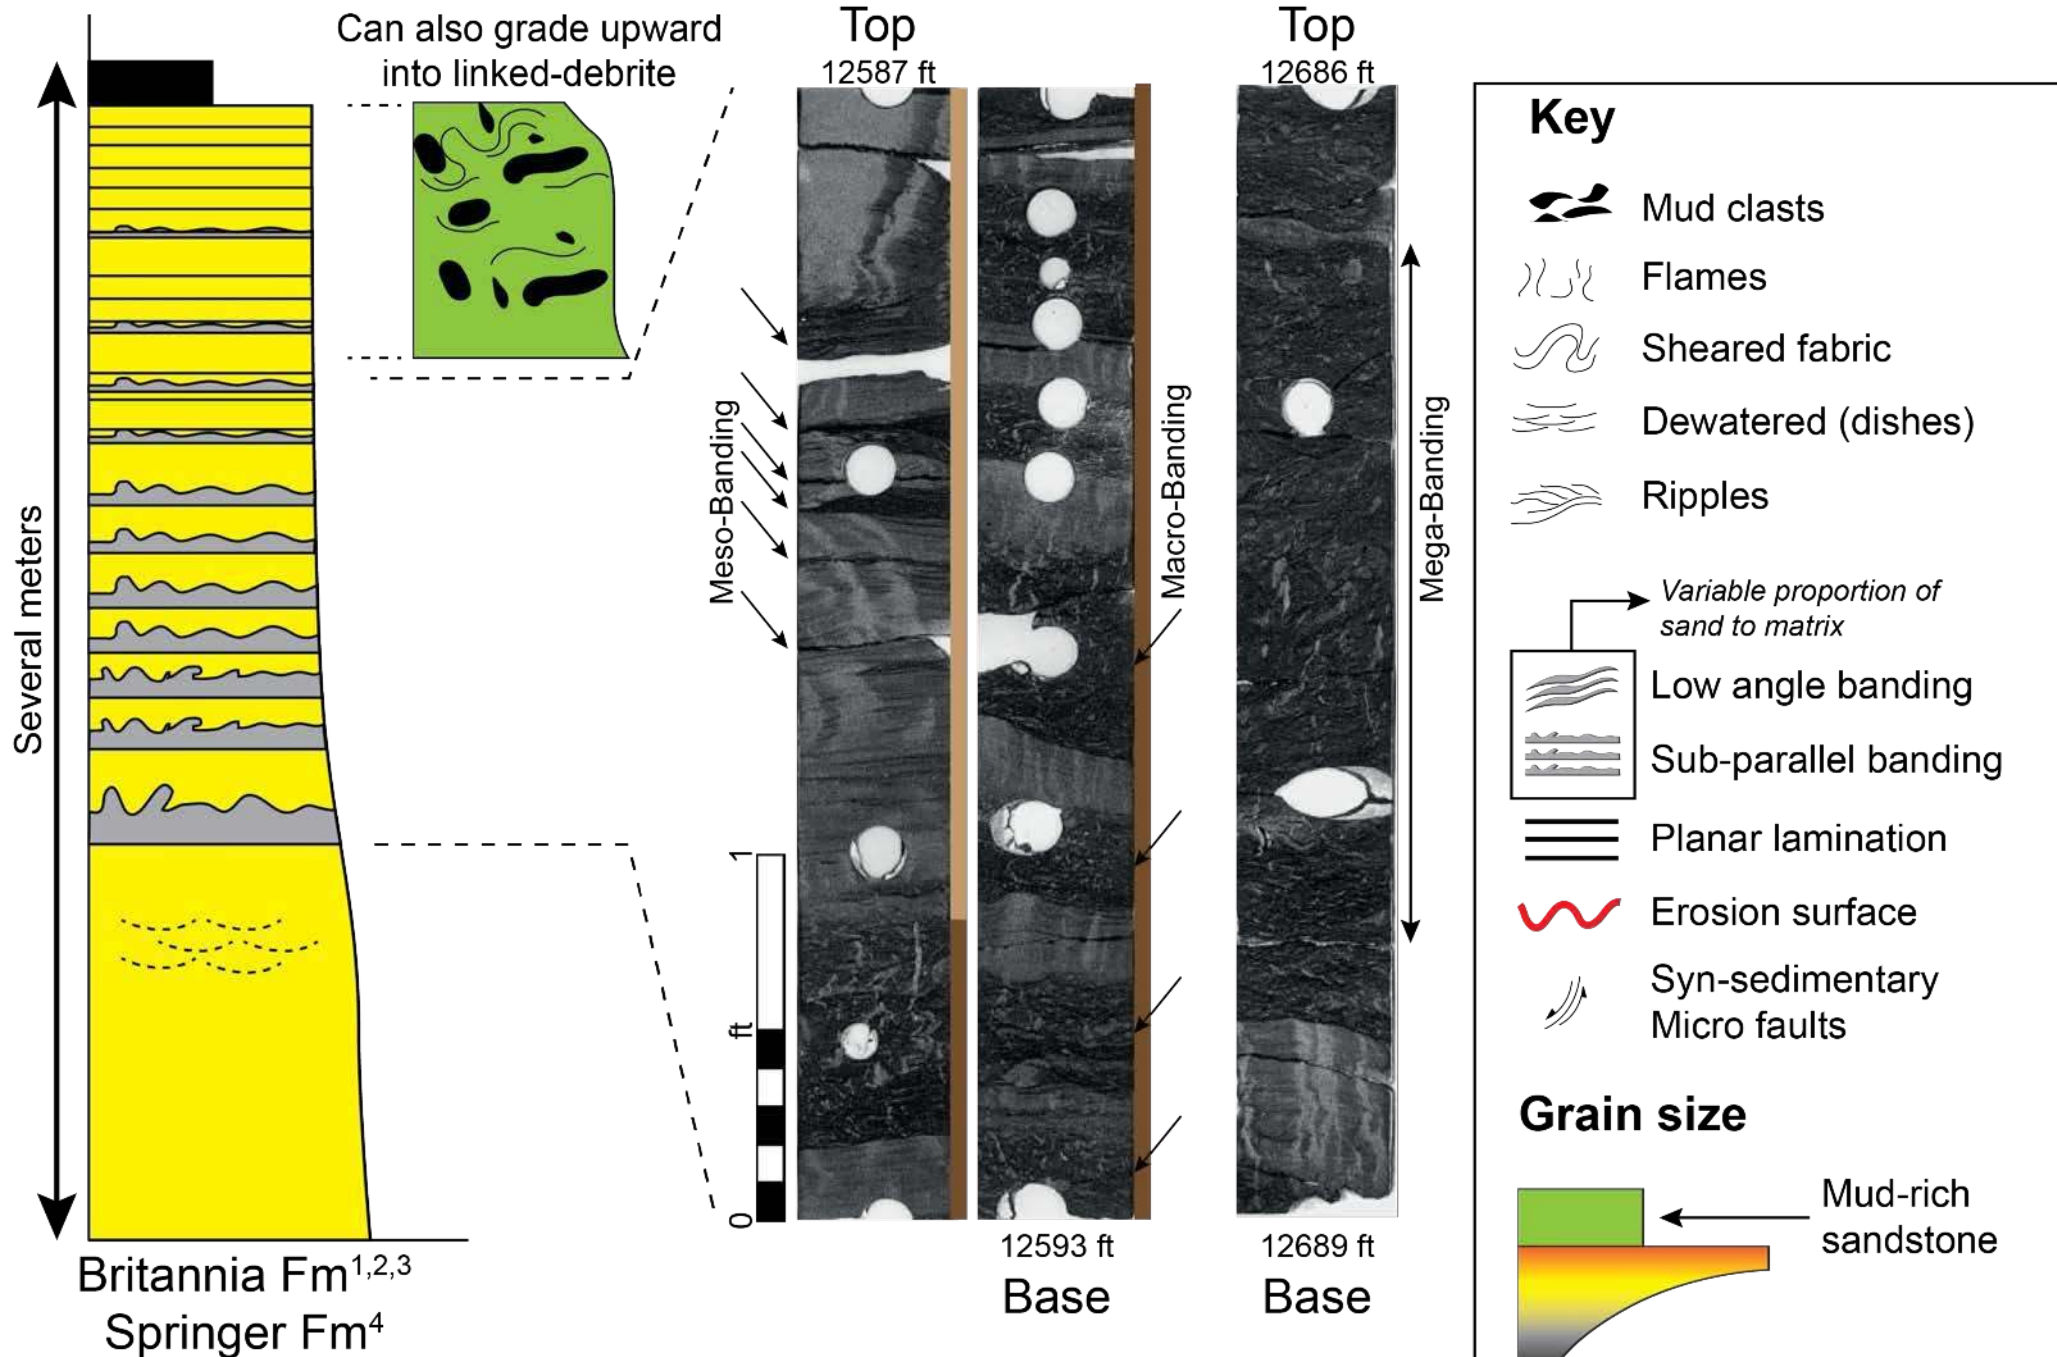 Can also grade upward
into linked-debrite
Several meters
Britannia Fm1,2,3
Springer Fm4
Top
12587 ft
Meso-Banding
1
ft
0
Macro-Banding
12593 ft
Base
Top
12686 ft
Mega-Banding
12689 ft
Base
Key
Mud clasts
Flames
Sheared fabric
Dewatered (dishes)
Ripples
Variable proportion of
sand to matrix
Low angle banding
Sub-parallel banding
Planar lamination
Erosion surface
Syn-sedimentary
Micro faults
Grain size
Mud-rich
sandstone